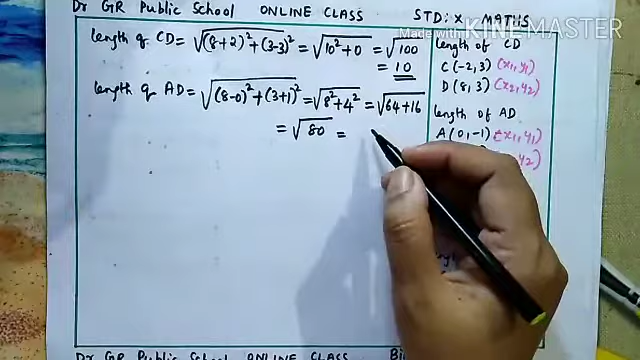 Dr GR Public School ONLINE CLASS STD: X MATHS
Made with KINEMASTER
length of CD = √(8+2)² + (3-3)² = √10² + 0 = √100
= 10
length of AD = √(8-0)² + (3+1)² = √8² + 4² = √64+16
= √80 =
length of CD
C (-2, 3) (x₁, y₁)
D (8, 3) (x₂, y₂)
length of AD
A (0, -1) (x₁, y₁)
y₂)
Dr GR Public School ONLINE CLASS